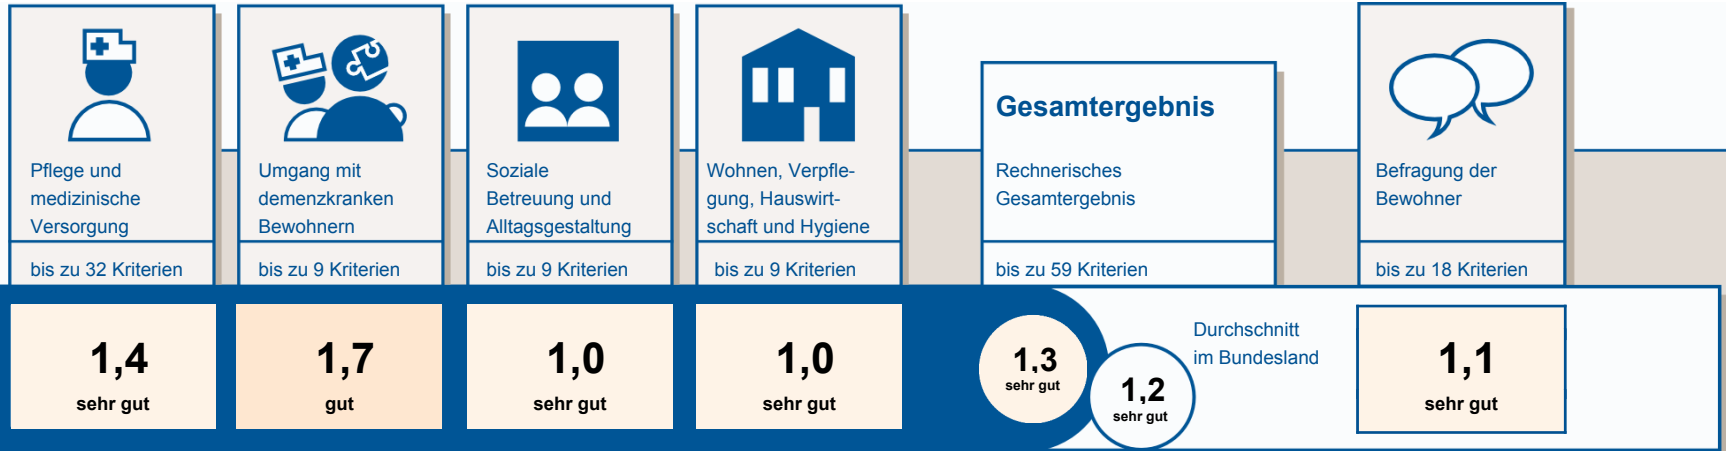 Pflege und
medizinische
Versorgung
bis zu 32 Kriterien
1,4
sehr gut
Umgang mit
demenzkranken
Bewohnern
bis zu 9 Kriterien
1,7
gut
Soziale
Betreuung und
Alltagsgestaltung
bis zu 9 Kriterien
1,0
sehr gut
Wohnen, Verpfle-
gung, Hauswirt-
schaft und Hygiene
bis zu 9 Kriterien
1,0
sehr gut
Gesamtergebnis
Rechnerisches
Gesamtergebnis
bis zu 59 Kriterien
1,3
sehr gut
1,2
sehr gut
Durchschnitt
im Bundesland
Befragung der
Bewohner
bis zu 18 Kriterien
1,1
sehr gut